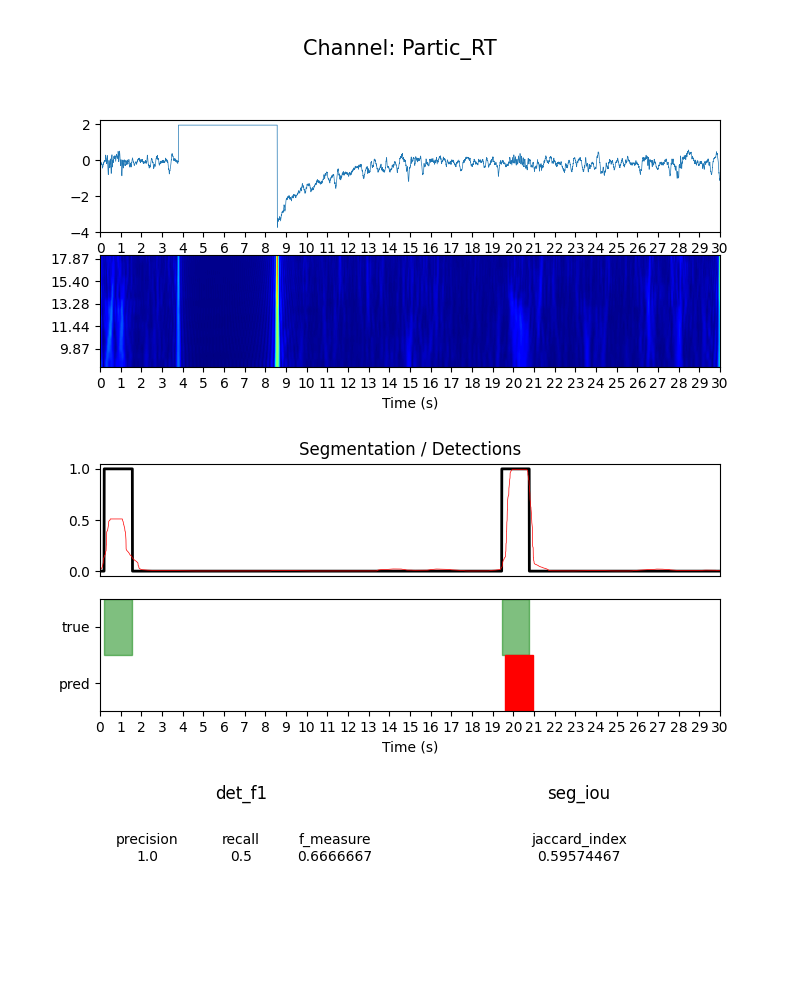 Channel: Partic_RT
2
0
−2
−4
0 1 2 3 4 5 6 7 8 9 10 11 12 13 14 15 16 17 18 19 20 21 22 23 24 25 26 27 28 29 30
17.87
15.40
13.28
11.44
9.87
0 1 2 3 4 5 6 7 8 9 10 11 12 13 14 15 16 17 18 19 20 21 22 23 24 25 26 27 28 29 30
Time (s)
Segmentation / Detections
1.0
0.5
0.0
true
pred
0 1 2 3 4 5 6 7 8 9 10 11 12 13 14 15 16 17 18 19 20 21 22 23 24 25 26 27 28 29 30
Time (s)
det_f1 seg_iou
precision recall f_measure jaccard_index
1.0 0.5 0.6666667 0.59574467